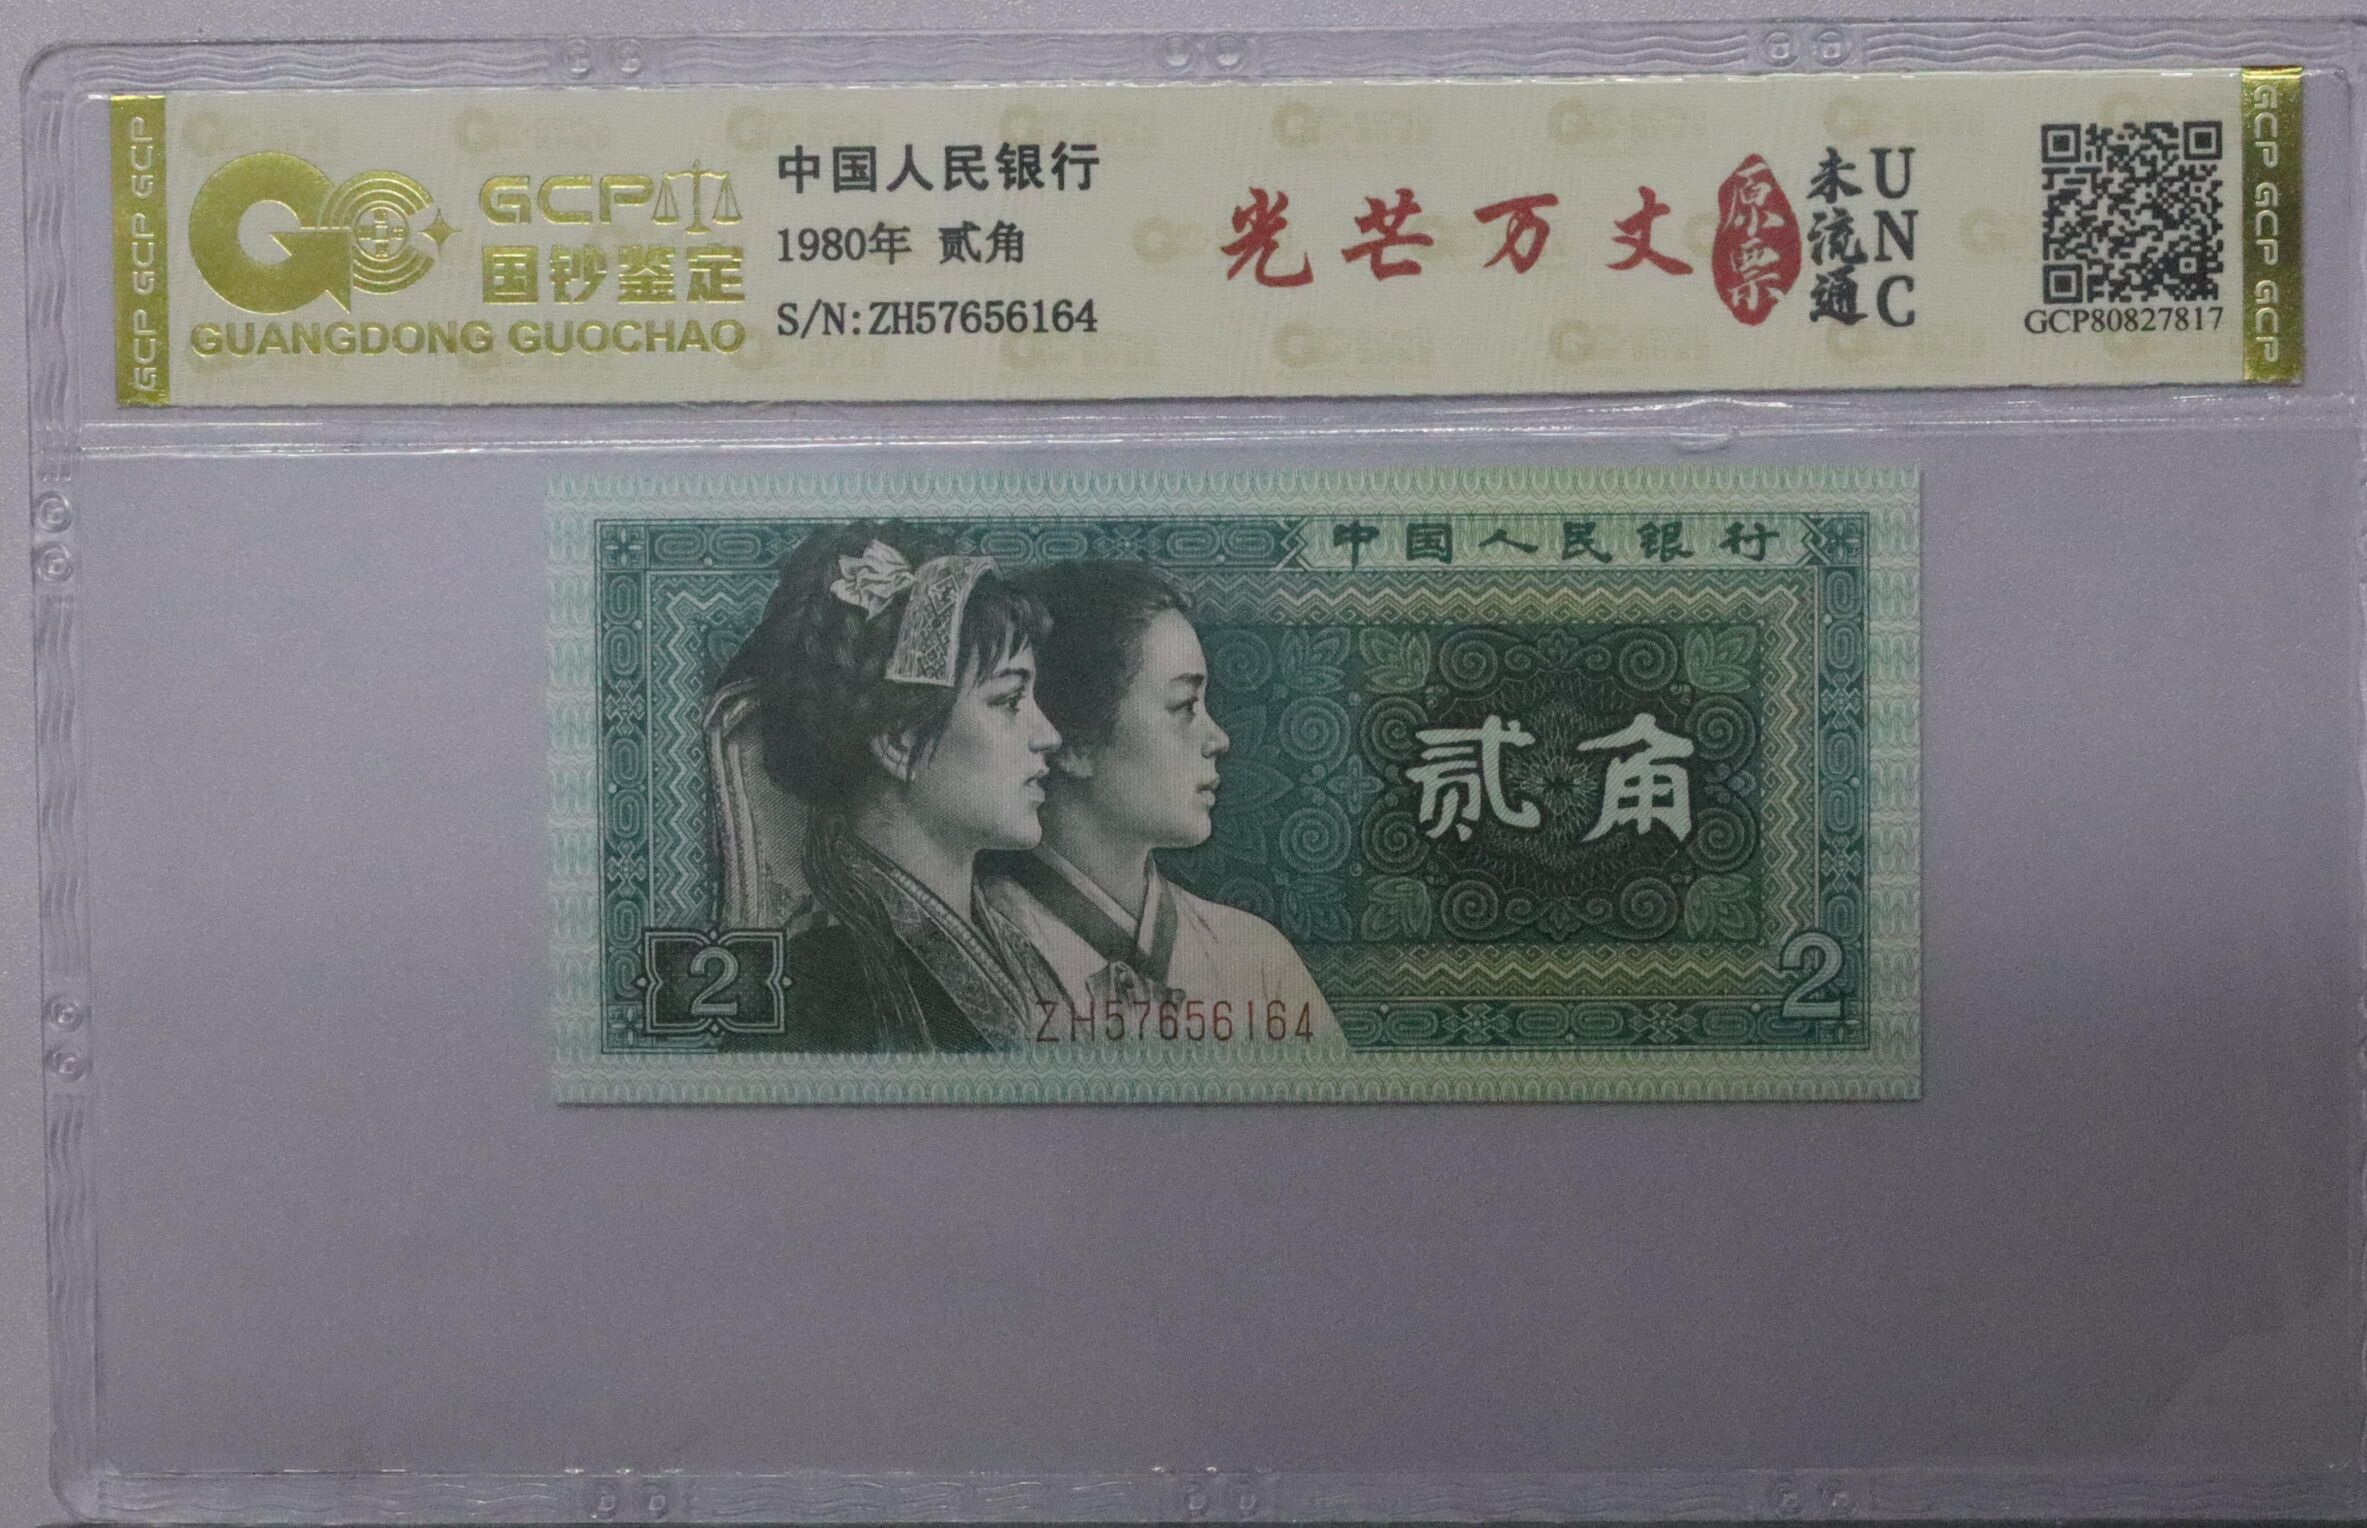 GCP GCP GCP
GCP
国钞鉴定
GUANGDONG GUOCHAO
中国人民银行
1980年 贰角
S/N:ZH57656164
光芒万丈
原票
未流通
UNC
GCP80827817
GCP GCP GCP
中国人民银行
贰角
2
2
ZH57656164